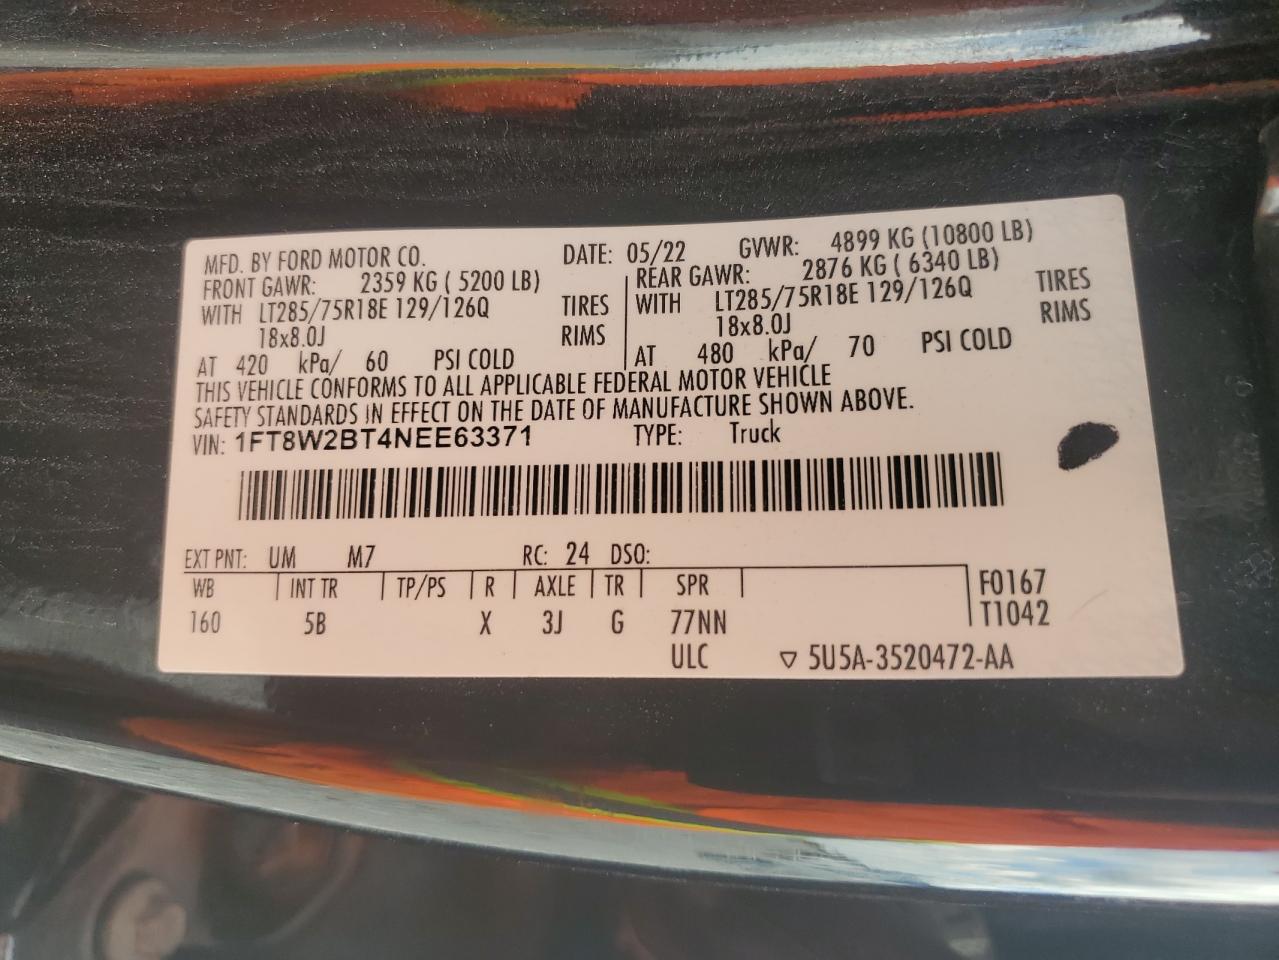 MFD. BY FORD MOTOR CO. DATE: 05/22 GVWR: 4899 KG (10800 LB)
FRONT GAWR: 2359 KG ( 5200 LB) REAR GAWR: 2876 KG ( 6340 LB)
WITH LT285/75R18E 129/126Q TIRES WITH LT285/75R18E 129/126Q TIRES
18x8.0J RIMS 18x8.0J RIMS
AT 420 kPa/ 60 PSI COLD AT 480 kPa/ 70 PSI COLD
THIS VEHICLE CONFORMS TO ALL APPLICABLE FEDERAL MOTOR VEHICLE
SAFETY STANDARDS IN EFFECT ON THE DATE OF MANUFACTURE SHOWN ABOVE.
VIN: 1FT8W2BT4NEE63371 TYPE: Truck
EXT PNT: UM M7 RC: 24 DSO:
WB INT TR TP/PS R AXLE TR SPR F0167
160 5B X 3J G 77NN T1042
ULC ▽ 5U5A-3520472-AA